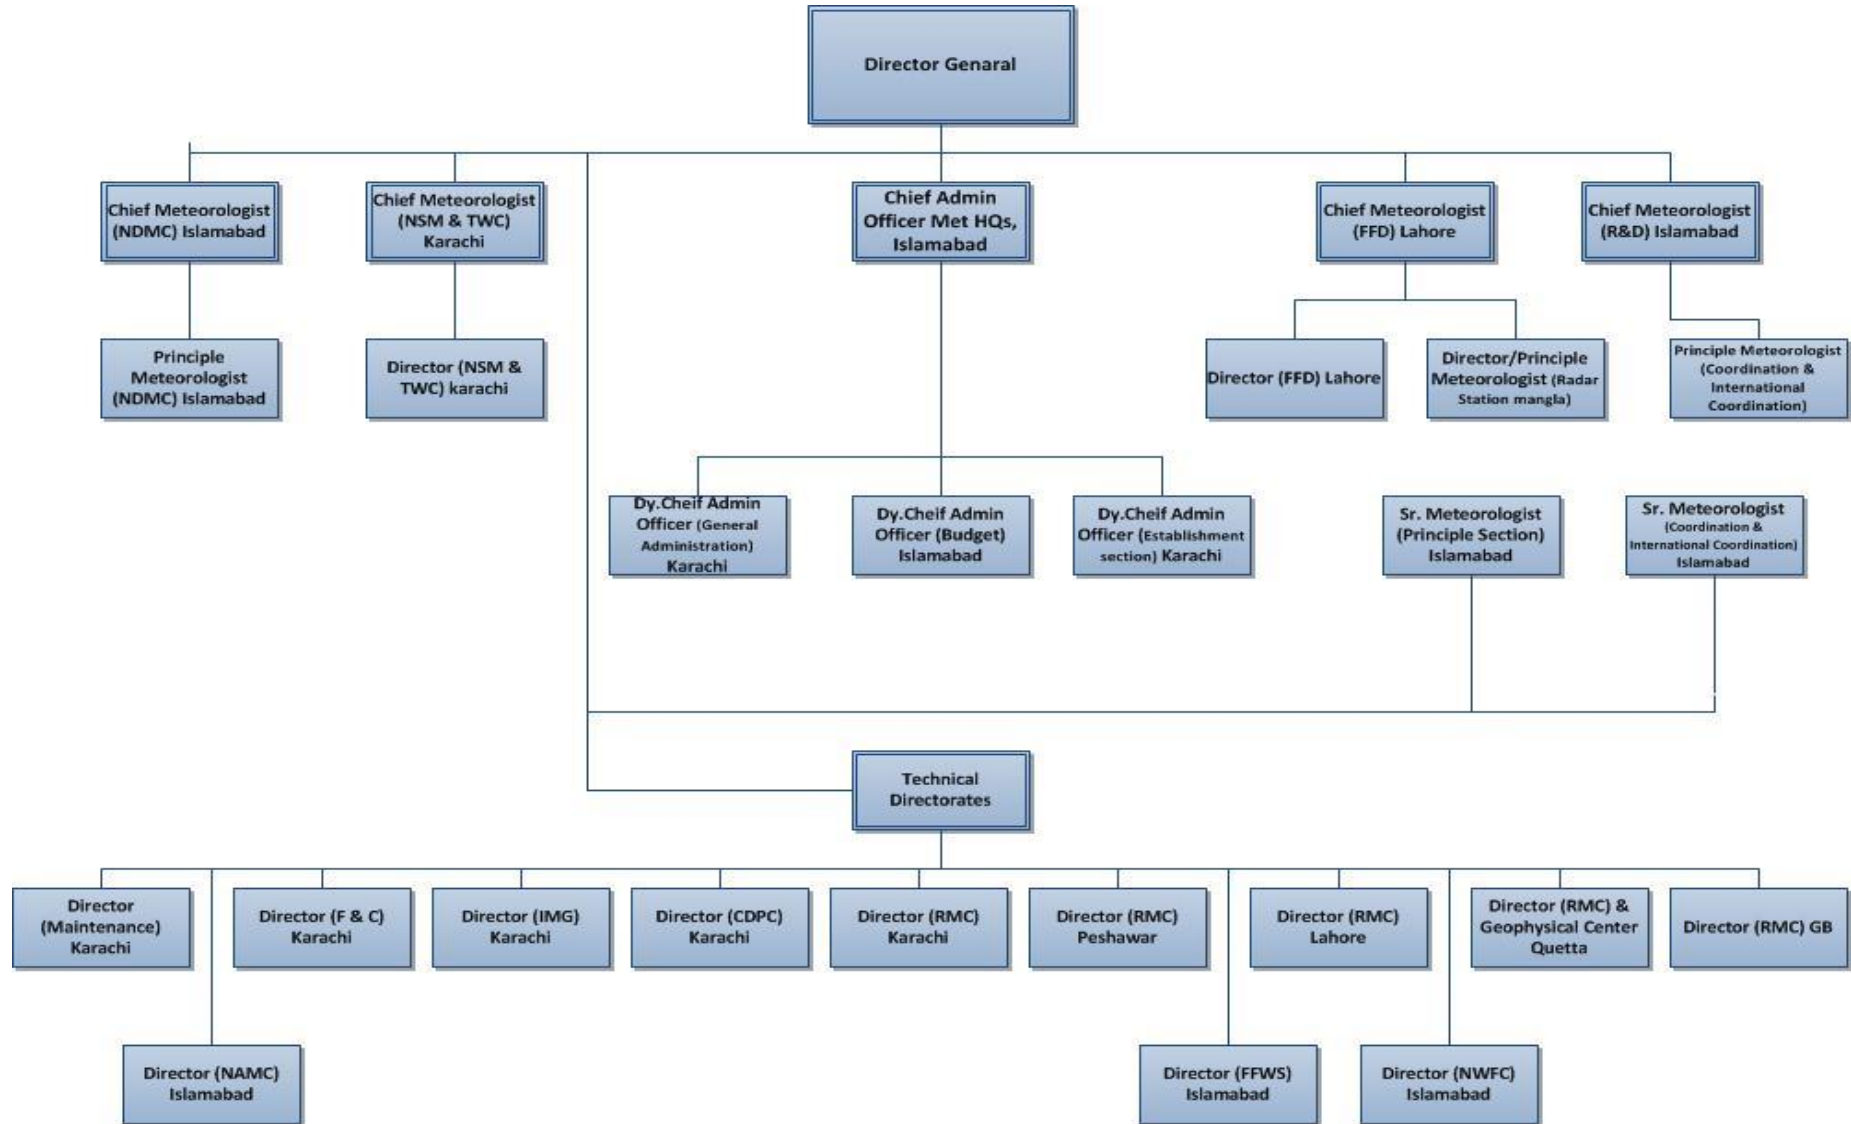 Director Genaral
Chief Meteorologist
(NDMC) Islamabad
Chief Meteorologist
(NSM & TWC)
Karachi
Chief Admin
Officer Met HQs,
Islamabad
Chief Meteorologist
(FFD) Lahore
Chief Meteorologist
(R&D) Islamabad
Principle
Meteorologist
(NDMC) Islamabad
Director (NSM &
TWC) karachi
Director (FFD) Lahore
Director/Principle
Meteorologist (Radar
Station mangla)
Principle Meteorologist
(Coordination &
International
Coordination)
Dy.Cheif Admin
Officer (General
Administration)
Karachi
Dy.Cheif Admin
Officer (Budget)
Islamabad
Dy.Cheif Admin
Officer (Establishment
section) Karachi
Sr. Meteorologist
(Principle Section)
Islamabad
Sr. Meteorologist
(Coordination &
International Coordination)
Islamabad
Technical
Directorates
Director
(Maintenance)
Karachi
Director (F & C)
Karachi
Director (IMG)
Karachi
Director (CDPC)
Karachi
Director (RMC)
Karachi
Director (RMC)
Peshawar
Director (RMC)
Lahore
Director (RMC) &
Geophysical Center
Quetta
Director (RMC) GB
Director (NAMC)
Islamabad
Director (FFWS)
Islamabad
Director (NWFC)
Islamabad